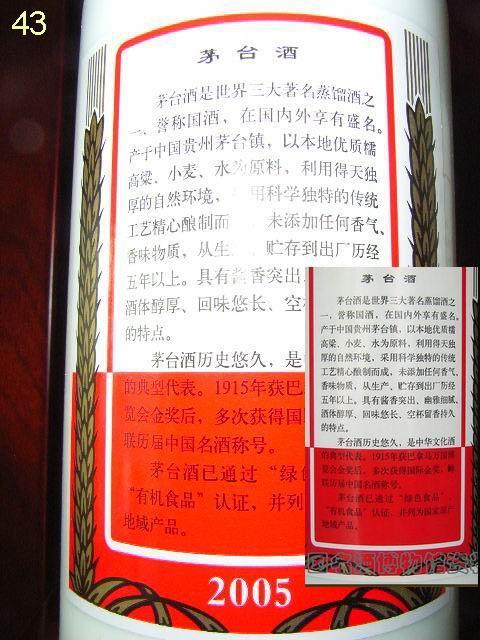 43
茅台酒
茅台酒是世界三大著名蒸馏酒之
一、誉称国酒，在国内外享有盛名。
产于中国贵州茅台镇，以本地优质糯
高粱、小麦、水为原料，利用得天独
厚的自然环境，用科学独特的传统
工艺精心酿制而 未添加任何香气、
香味物质，从生 贮存到出厂历经
五年以上。具有酱香突出
酒体醇厚、回味悠长、空杯
的特点。
茅台酒历史悠久，是
的典型代表。1915年获巴
览会金奖后，多次获得国
联历届中国名酒称号。
茅台酒已通过“绿色
“有机食品”认证，并列
地域产品。
2005
茅台酒
茅台酒是世界三大著名蒸馏酒之
一，誉称国酒，在国内外享有盛名。
产于中国贵州茅台镇，以本地优质糯
高粱、小麦、水为原料，利用得天独
厚的自然环境，采用科学独特的传统
工艺精心酿制而成，未添加任何香气、
香味物质，从生产、贮存到出厂历经
五年以上。具有酱香突出、幽雅细腻、
酒体醇厚、回味悠长、空杯留香持久
的特点。
茅台酒历史悠久，是中华文化酒
的典型代表。1915年获巴拿马万国博
览会金奖后，多次获得国际金奖，蝉
联历届中国名酒称号。
茅台酒已通过“绿色食品”、
“有机食品”认证、并列为国家原产
地域产品。